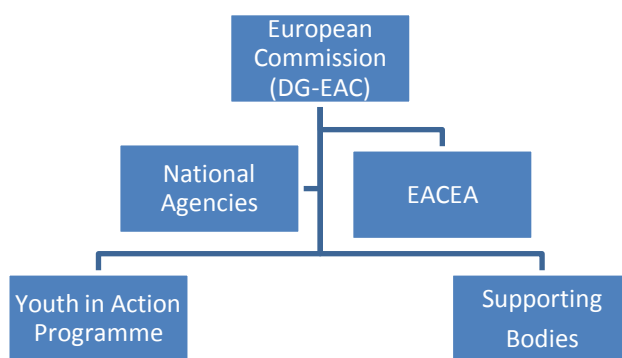 European
Commission
(DG-EAC)
National
Agencies
EACEA
Youth in Action
Programme
Supporting
Bodies